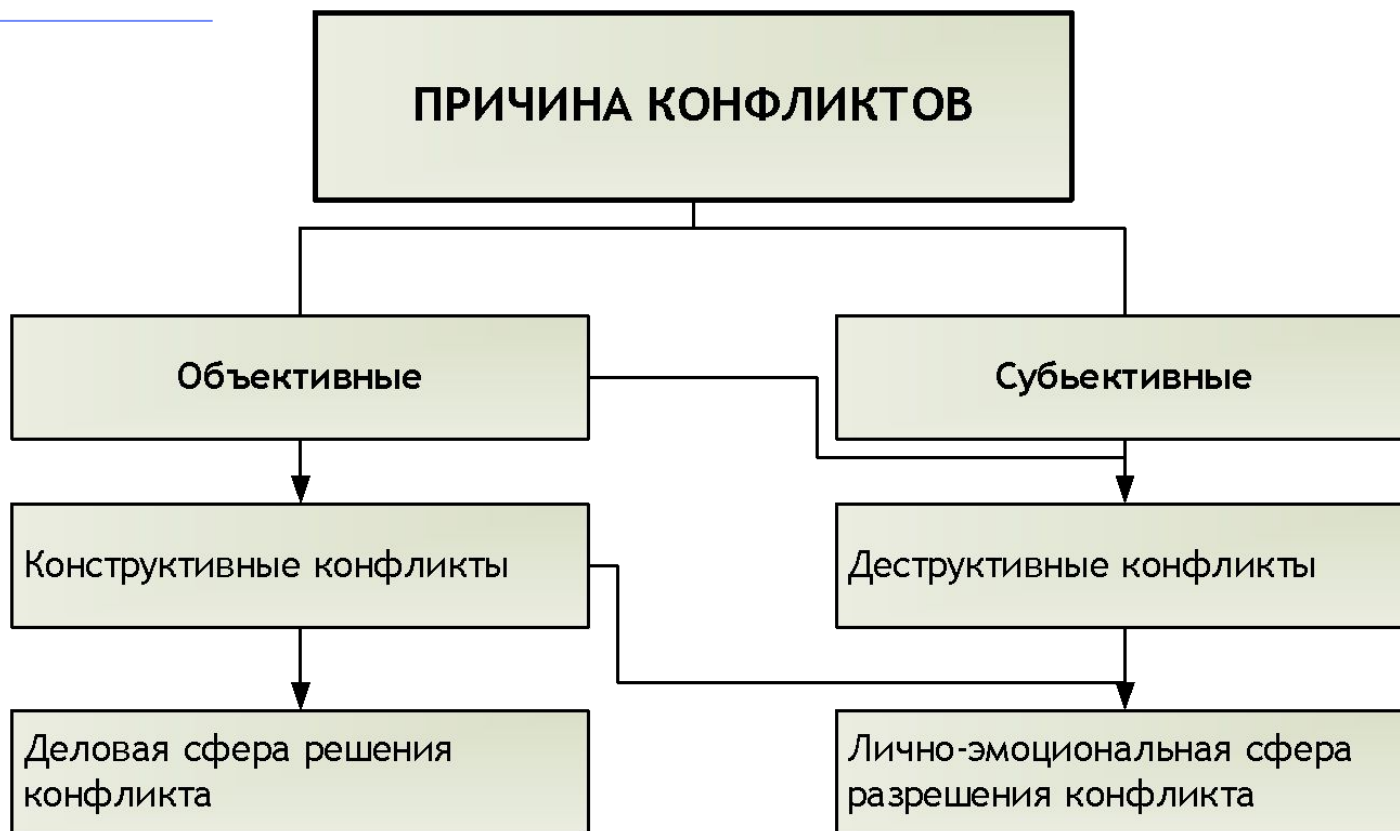 ПРИЧИНА КОНФЛИКТОВ
Объективные
Субьективные
Конструктивные конфликты
Деструктивные конфликты
Деловая сфера решения
конфликта
Лично-эмоциональная сфера
разрешения конфликта